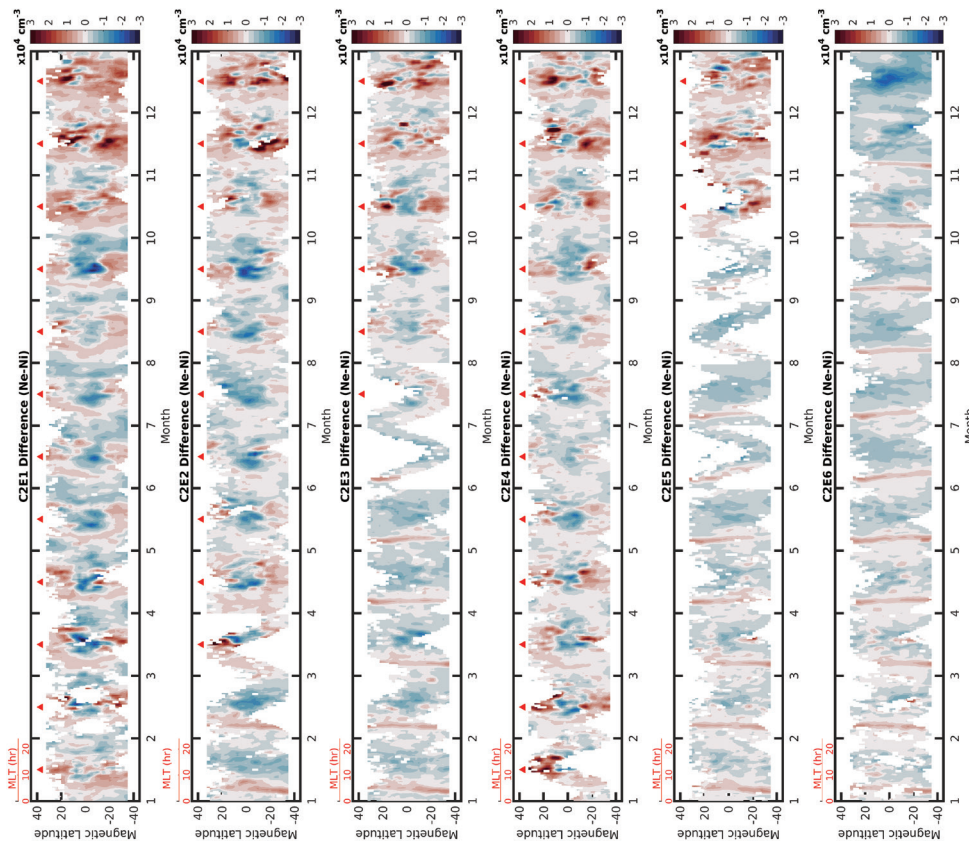 C2E1 Difference (Ne-Ni)
x10⁴ cm⁻³
MLT (hr)
0 10 20
40
20
0
-20
-40
Magnetic Latitude
3
2
1
0
-1
-2
-3
1 2 3 4 5 6 7 8 9 10 11 12
Month
C2E2 Difference (Ne-Ni)
x10⁴ cm⁻³
MLT (hr)
0 10 20
40
20
0
-20
-40
Magnetic Latitude
3
2
1
0
-1
-2
-3
1 2 3 4 5 6 7 8 9 10 11 12
Month
C2E3 Difference (Ne-Ni)
x10⁴ cm⁻³
MLT (hr)
0 10 20
40
20
0
-20
-40
Magnetic Latitude
3
2
1
0
-1
-2
-3
1 2 3 4 5 6 7 8 9 10 11 12
Month
C2E4 Difference (Ne-Ni)
x10⁴ cm⁻³
MLT (hr)
0 10 20
40
20
0
-20
-40
Magnetic Latitude
3
2
1
0
-1
-2
-3
1 2 3 4 5 6 7 8 9 10 11 12
Month
C2E5 Difference (Ne-Ni)
x10⁴ cm⁻³
MLT (hr)
0 10 20
40
20
0
-20
-40
Magnetic Latitude
3
2
1
0
-1
-2
-3
1 2 3 4 5 6 7 8 9 10 11 12
Month
C2E6 Difference (Ne-Ni)
x10⁴ cm⁻³
MLT (hr)
0 10 20
40
20
0
-20
-40
Magnetic Latitude
3
2
1
0
-1
-2
-3
1 2 3 4 5 6 7 8 9 10 11 12
Month